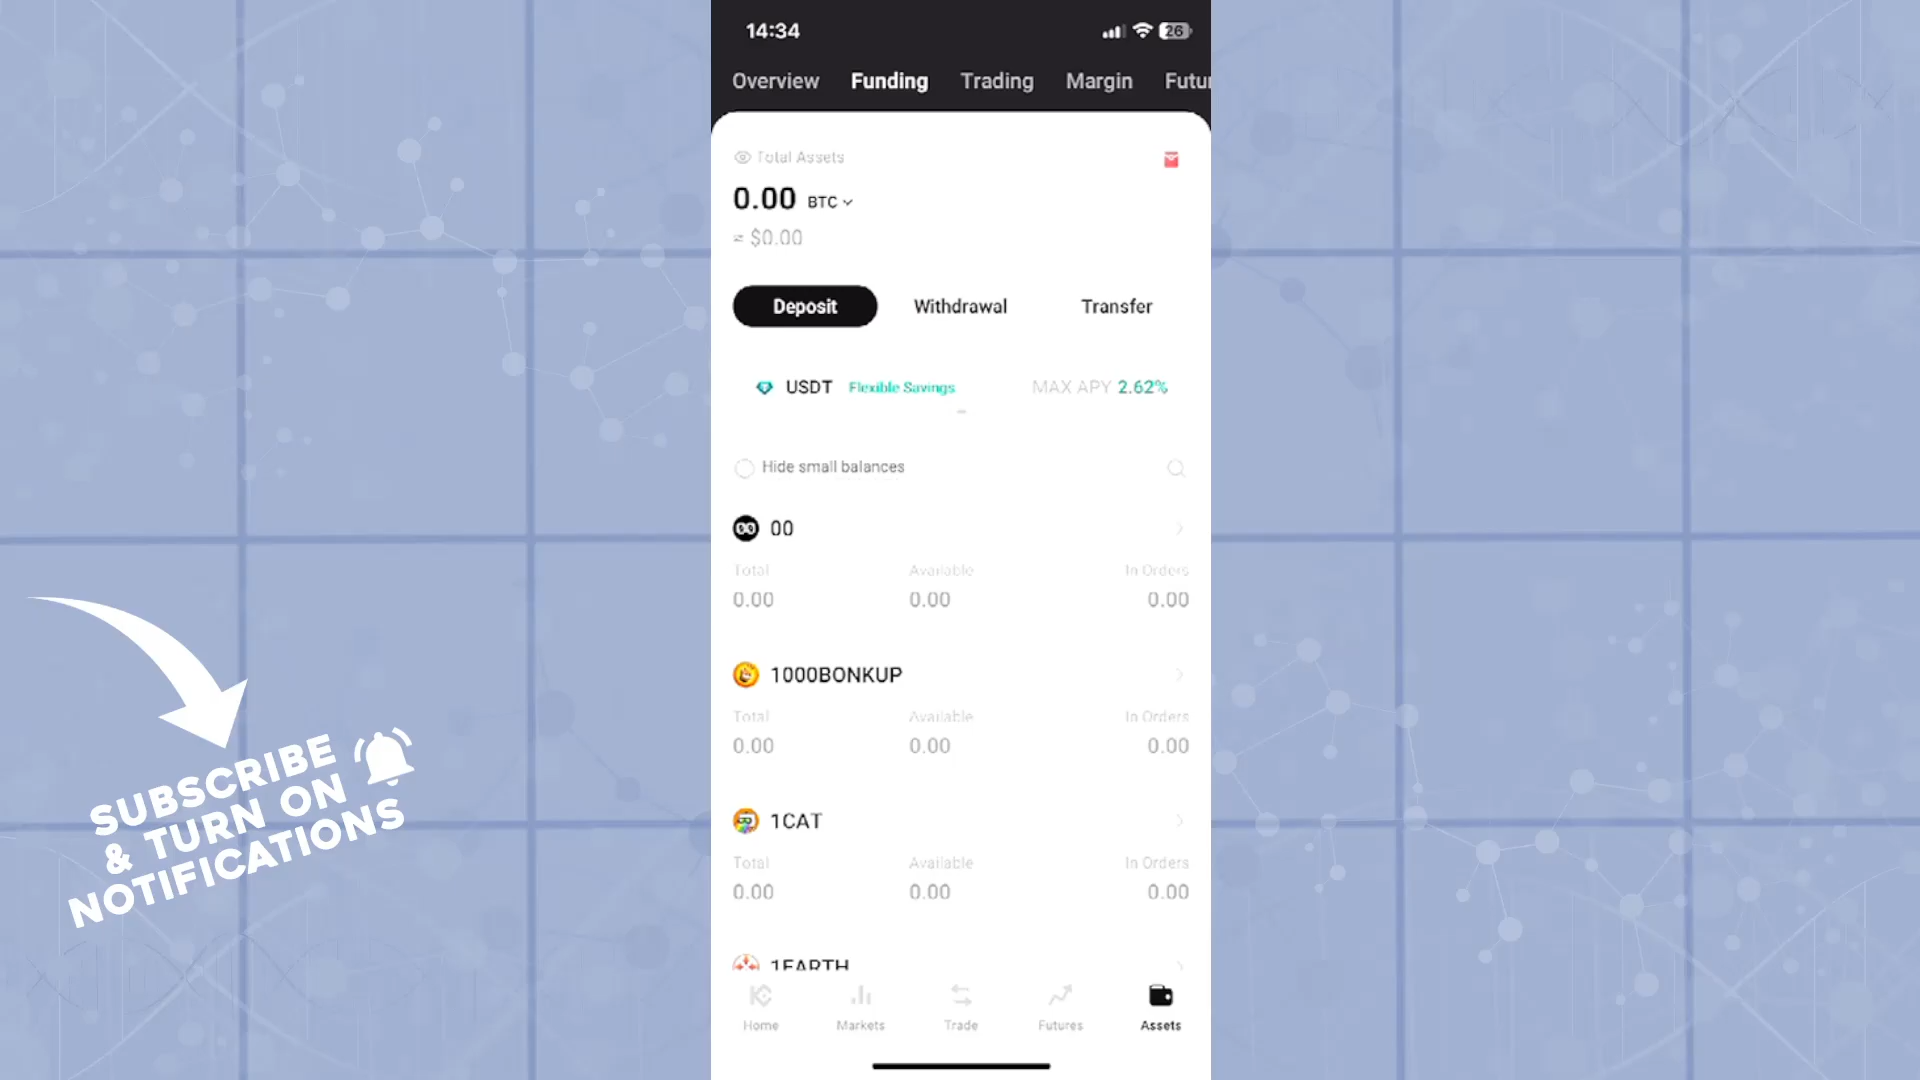 14:34
26
Overview Funding Trading Margin Futur
Total Assets
0.00 BTC
≈ $0.00
Deposit Withdrawal Transfer
USDT Flexible Savings MAX APY 2.62%
Hide small balances
00
Total Available In Orders
0.00 0.00 0.00
1000BONKUP
Total Available In Orders
0.00 0.00 0.00
1CAT
Total Available In Orders
0.00 0.00 0.00
1EARTH
Home Markets Trade Futures Assets
SUBSCRIBE
& TURN ON
NOTIFICATIONS